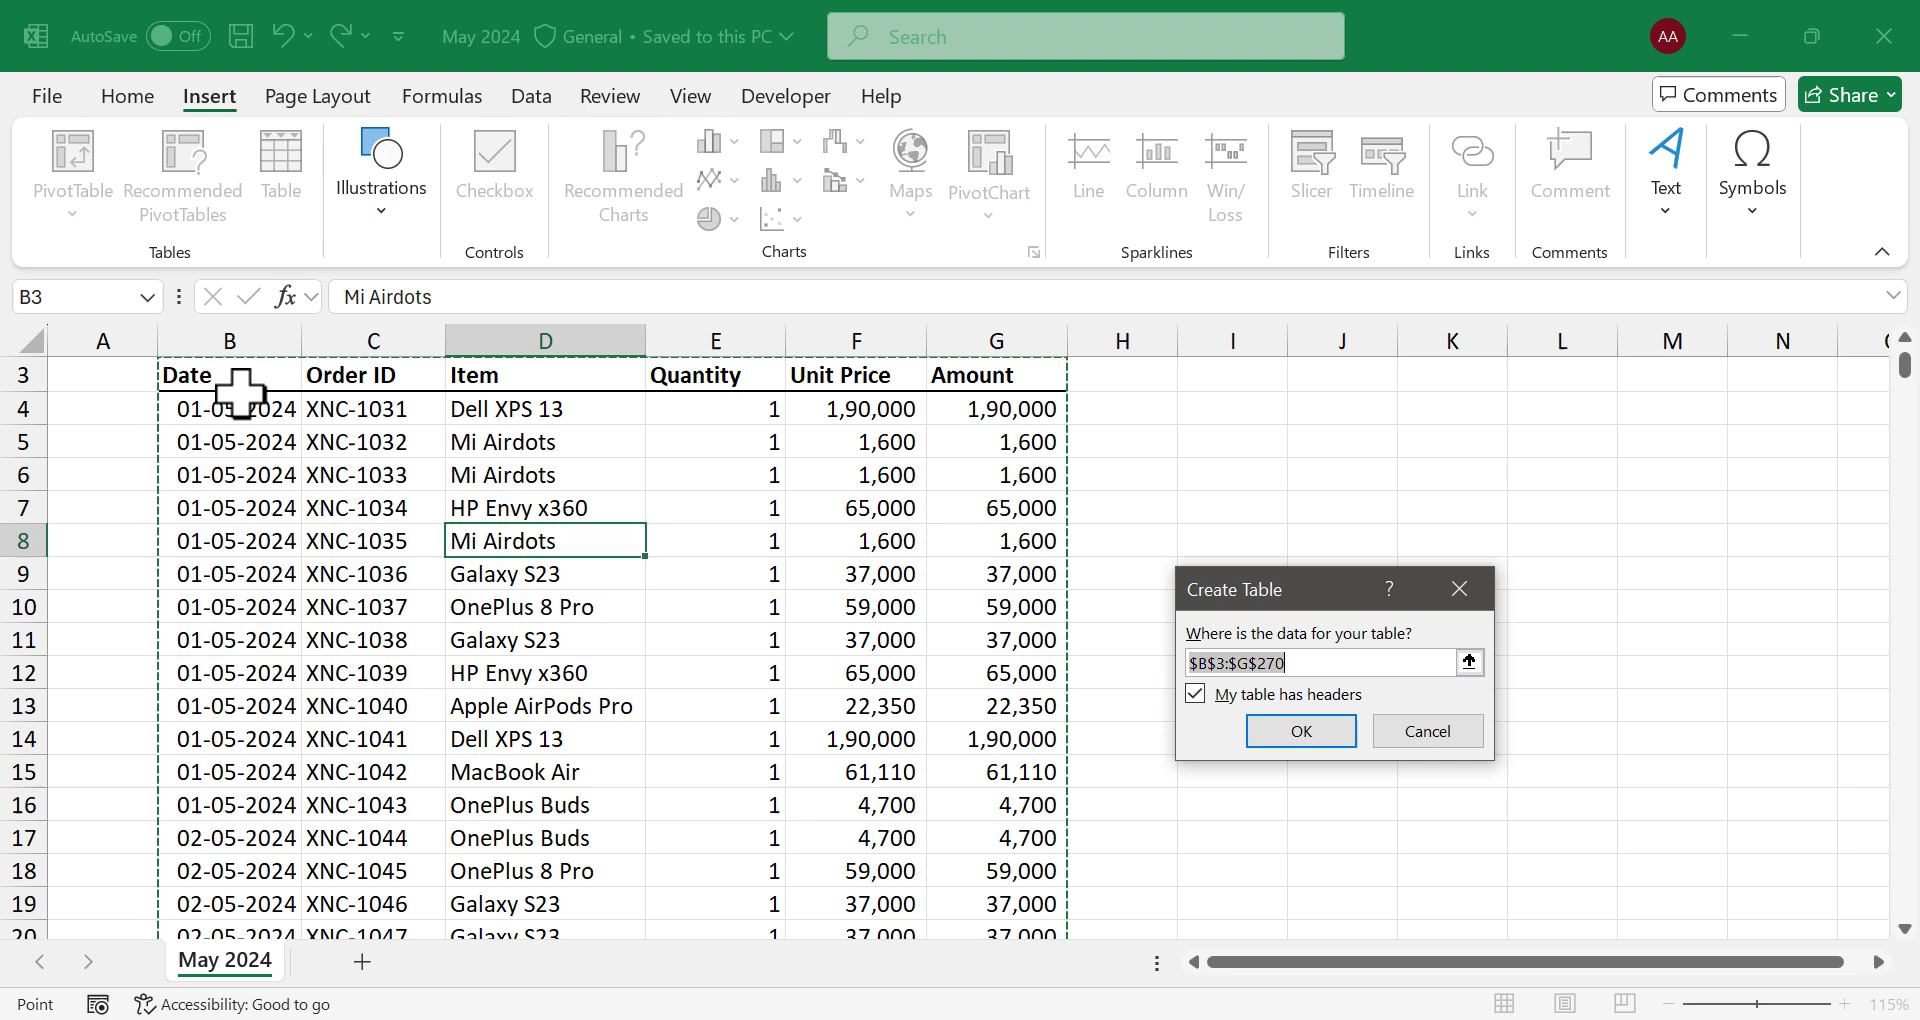 AutoSave Off May 2024 General • Saved to this PC Search AA
File Home Insert Page Layout Formulas Data Review View Developer Help Comments Share
PivotTable Recommended PivotTables Table Illustrations Checkbox Recommended Charts Maps PivotChart Line Column Win/ Loss Slicer Timeline Link Comment Text Symbols
Tables Controls Charts Sparklines Filters Links Comments
B3 fx Mi Airdots
A B C D E F G H I J K L M N
3 Date Order ID Item Quantity Unit Price Amount
4 01-05-2024 XNC-1031 Dell XPS 13 1 1,90,000 1,90,000
5 01-05-2024 XNC-1032 Mi Airdots 1 1,600 1,600
6 01-05-2024 XNC-1033 Mi Airdots 1 1,600 1,600
7 01-05-2024 XNC-1034 HP Envy x360 1 65,000 65,000
8 01-05-2024 XNC-1035 Mi Airdots 1 1,600 1,600
9 01-05-2024 XNC-1036 Galaxy S23 1 37,000 37,000
10 01-05-2024 XNC-1037 OnePlus 8 Pro 1 59,000 59,000
11 01-05-2024 XNC-1038 Galaxy S23 1 37,000 37,000
12 01-05-2024 XNC-1039 HP Envy x360 1 65,000 65,000
13 01-05-2024 XNC-1040 Apple AirPods Pro 1 22,350 22,350
14 01-05-2024 XNC-1041 Dell XPS 13 1 1,90,000 1,90,000
15 01-05-2024 XNC-1042 MacBook Air 1 61,110 61,110
16 01-05-2024 XNC-1043 OnePlus Buds 1 4,700 4,700
17 02-05-2024 XNC-1044 OnePlus Buds 1 4,700 4,700
18 02-05-2024 XNC-1045 OnePlus 8 Pro 1 59,000 59,000
19 02-05-2024 XNC-1046 Galaxy S23 1 37,000 37,000
20 02-05-2024 XNC-1047 Galaxy S23 1 37,000 37,000
Create Table ?
Where is the data for your table?
$B$3:$G$270
My table has headers
OK Cancel
May 2024
Point Accessibility: Good to go 115%